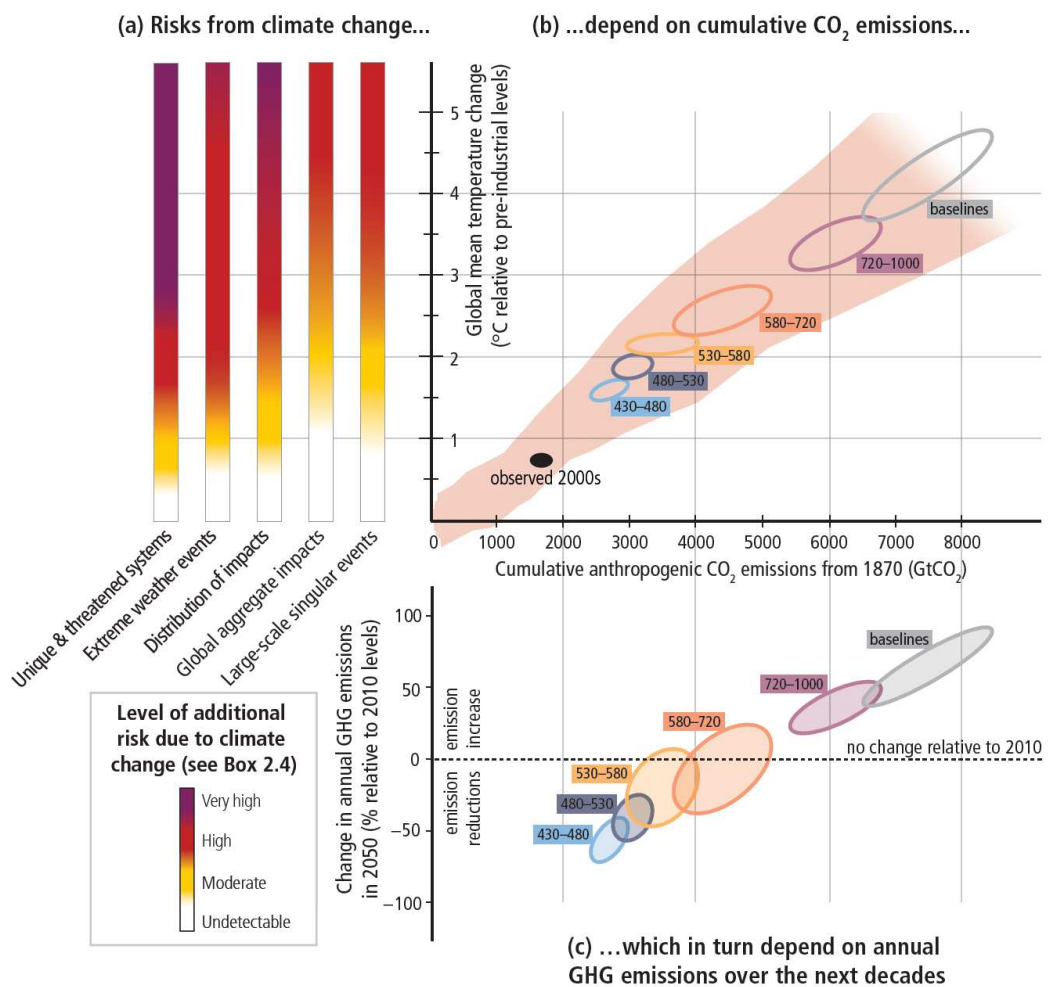 (a) Risks from climate change...
(b) ...depend on cumulative CO₂ emissions...
Global mean temperature change
(°C relative to pre-industrial levels)
5
4
3
2
1
baselines
720–1000
580–720
530–580
480–530
430–480
observed 2000s
0
1000
2000
3000
4000
5000
6000
7000
8000
Cumulative anthropogenic CO₂ emissions from 1870 (GtCO₂)
Unique & threatened systems
Extreme weather events
Distribution of impacts
Global aggregate impacts
Large-scale singular events
Level of additional
risk due to climate
change (see Box 2.4)
Very high
High
Moderate
Undetectable
Change in annual GHG emissions
in 2050 (% relative to 2010 levels)
100
50
0
−50
−100
emission
increase
emission
reductions
baselines
720–1000
580–720
no change relative to 2010
530–580
480–530
430–480
(c) ...which in turn depend on annual
GHG emissions over the next decades